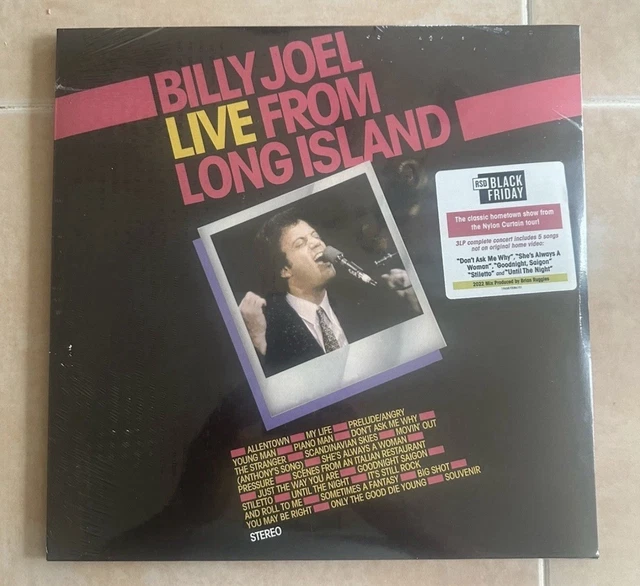 BILLY JOEL
LIVE FROM
LONG ISLAND
RSD BLACK
FRIDAY
The classic hometown show from
the Nylon Curtain tour!
3LP complete concert includes 5 songs
not on original home video:
"Don't Ask Me Why", "She's Always A
Woman", "Goodnight, Saigon"
"Stiletto" and "Until The Night"
2022 Mix Produced by Brian Ruggles
ALLENTOWN MY LIFE PRELUDE/ANGRY
YOUNG MAN PIANO MAN DON'T ASK ME WHY
THE STRANGER SCANDINAVIAN SKIES MOVIN' OUT
(ANTHONY'S SONG) SHE'S ALWAYS A WOMAN
PRESSURE SCENES FROM AN ITALIAN RESTAURANT
JUST THE WAY YOU ARE GOODNIGHT SAIGON
STILETTO UNTIL THE NIGHT IT'S STILL ROCK
AND ROLL TO ME SOMETIMES A FANTASY BIG SHOT
YOU MAY BE RIGHT ONLY THE GOOD DIE YOUNG SOUVENIR
STEREO